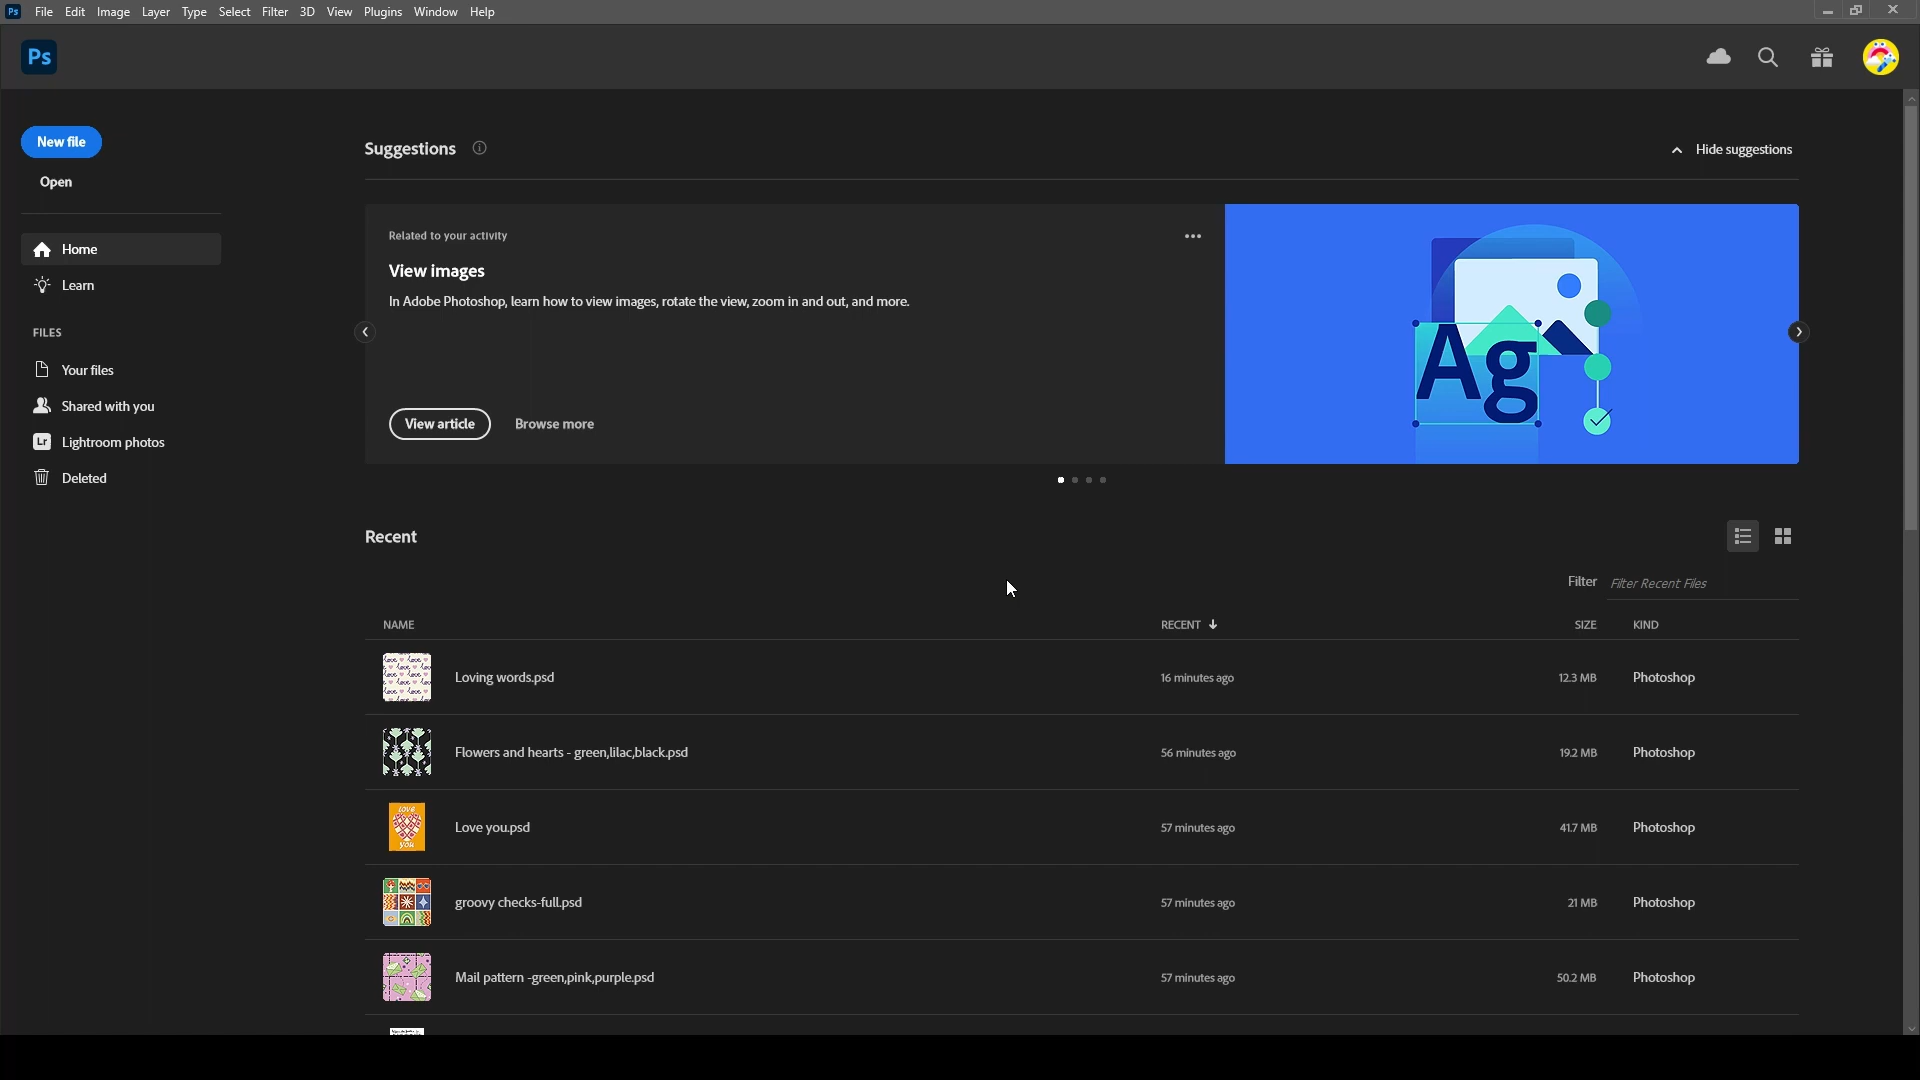 Ps File Edit Image Layer Type Select Filter 3D View Plugins Window Help
Ps
New file
Open
Home
Learn
FILES
Your files
Shared with you
Lr Lightroom photos
Deleted
Suggestions
Hide suggestions
Related to your activity
View images
In Adobe Photoshop, learn how to view images, rotate the view, zoom in and out, and more.
View article Browse more
Ag
Recent
Filter Filter Recent Files
NAME RECENT SIZE KIND
Loving words.psd 16 minutes ago 12.3 MB Photoshop
Flowers and hearts - green,lilac,black.psd 56 minutes ago 19.2 MB Photoshop
love
you
Love you.psd 57 minutes ago 41.7 MB Photoshop
groovy checks-full.psd 57 minutes ago 21 MB Photoshop
Mail pattern -green,pink,purple.psd 57 minutes ago 50.2 MB Photoshop